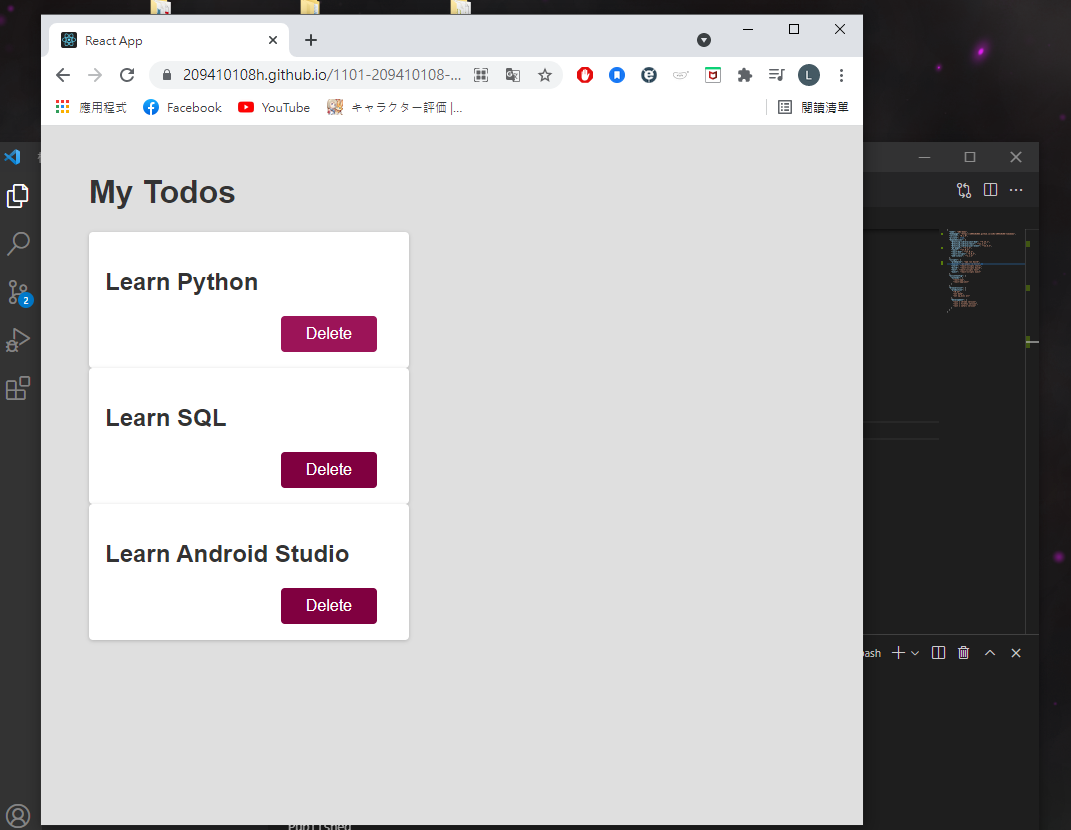 React App
209410108h.github.io/1101-209410108-...
L
應用程式
Facebook
YouTube
キャラクター評価 |...
閱讀清單
My Todos
Learn Python
Delete
Learn SQL
Delete
Learn Android Studio
Delete
2
Published